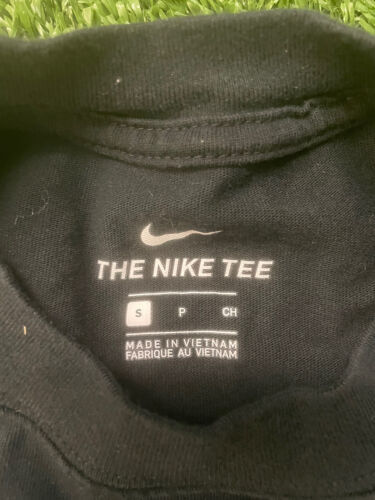 THE NIKE TEE
S P CH
MADE IN VIETNAM
FABRIQUE AU VIETNAM